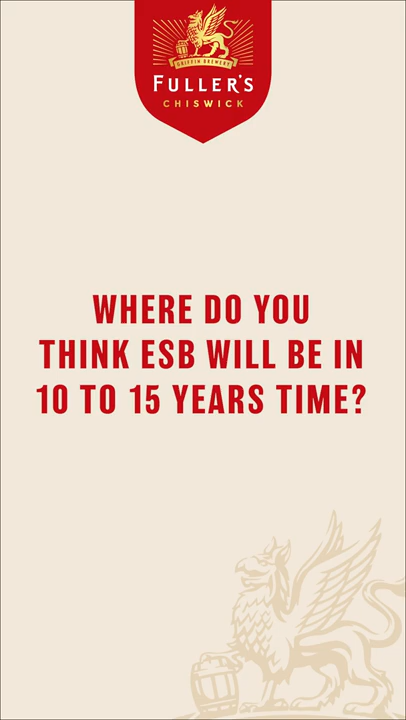 GRIFFIN BREWERY
FULLER'S
CHISWICK
WHERE DO YOU
THINK ESB WILL BE IN
10 TO 15 YEARS TIME?